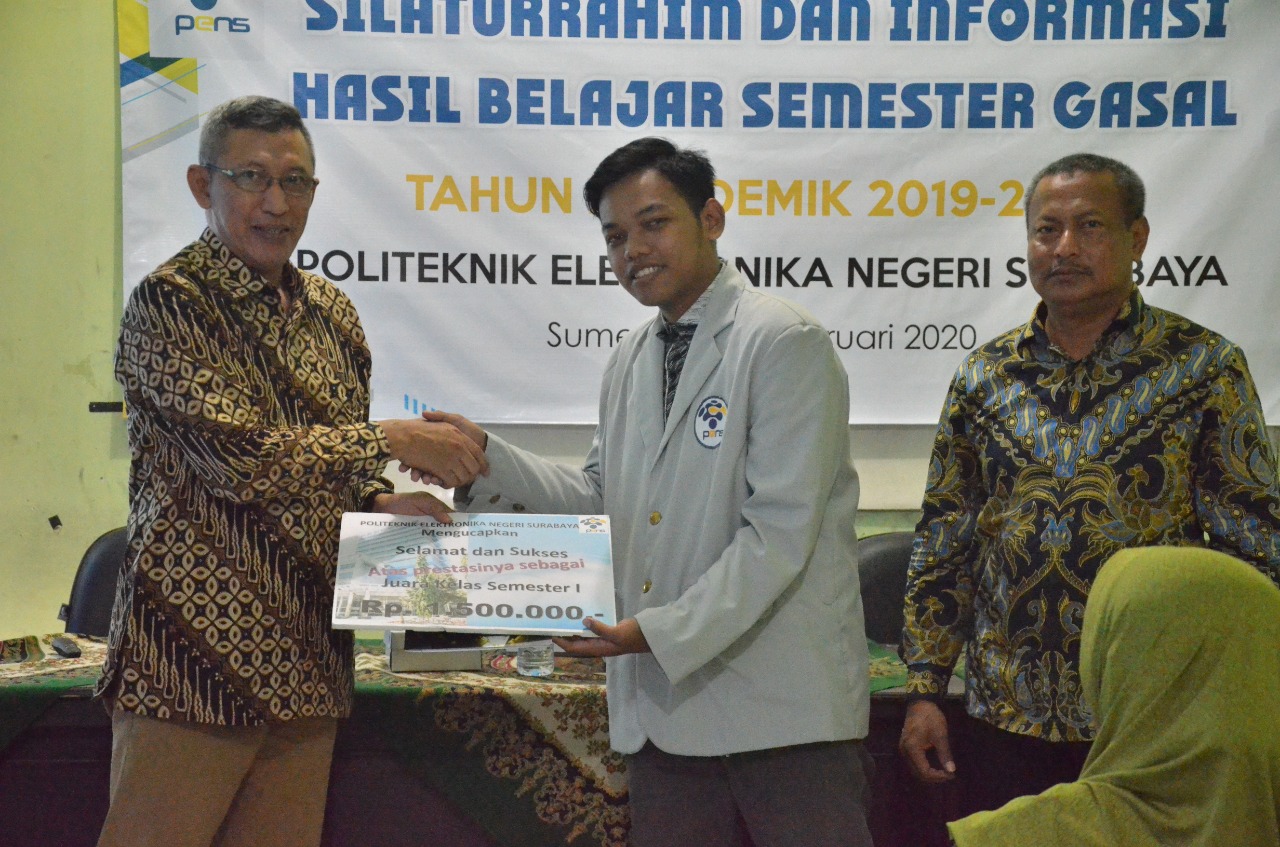 pens
SILATURRAHIM DAN INFORMASI
HASIL BELAJAR SEMESTER GASAL
TAHUN DEMIK 2019-2
POLITEKNIK ELE NIKA NEGERI S BAYA
Sume ruari 2020
pens
POLITEKNIK ELEKTRONIKA NEGERI SURABAYA
Mengucapkan
Selamat dan Sukses
Atas prestasinya sebagai
Juara Kelas Semester I
Rp. 1.500.000.-